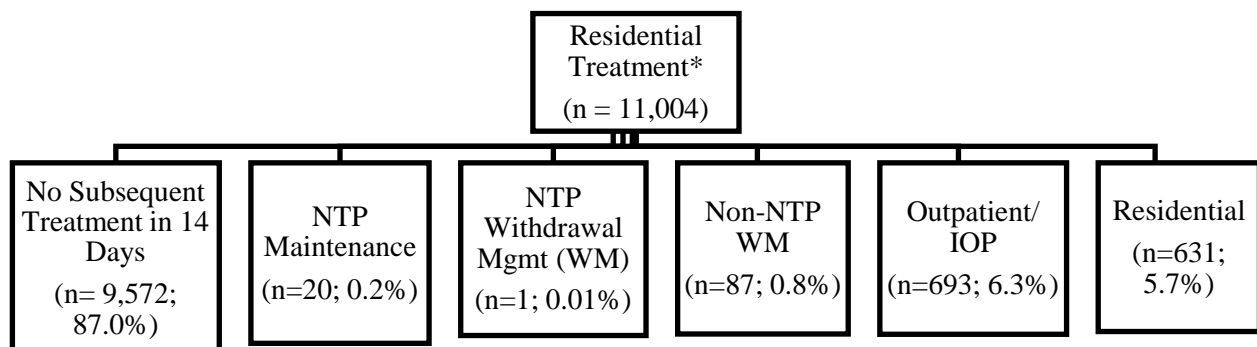 Residential
Treatment*
(n = 11,004)
No Subsequent
Treatment in 14
Days
(n= 9,572;
87.0%)
NTP
Maintenance
(n=20; 0.2%)
NTP
Withdrawal
Mgmt (WM)
(n=1; 0.01%)
Non-NTP
WM
(n=87; 0.8%)
Outpatient/
IOP
(n=693; 6.3%)
Residential
(n=631;
5.7%)